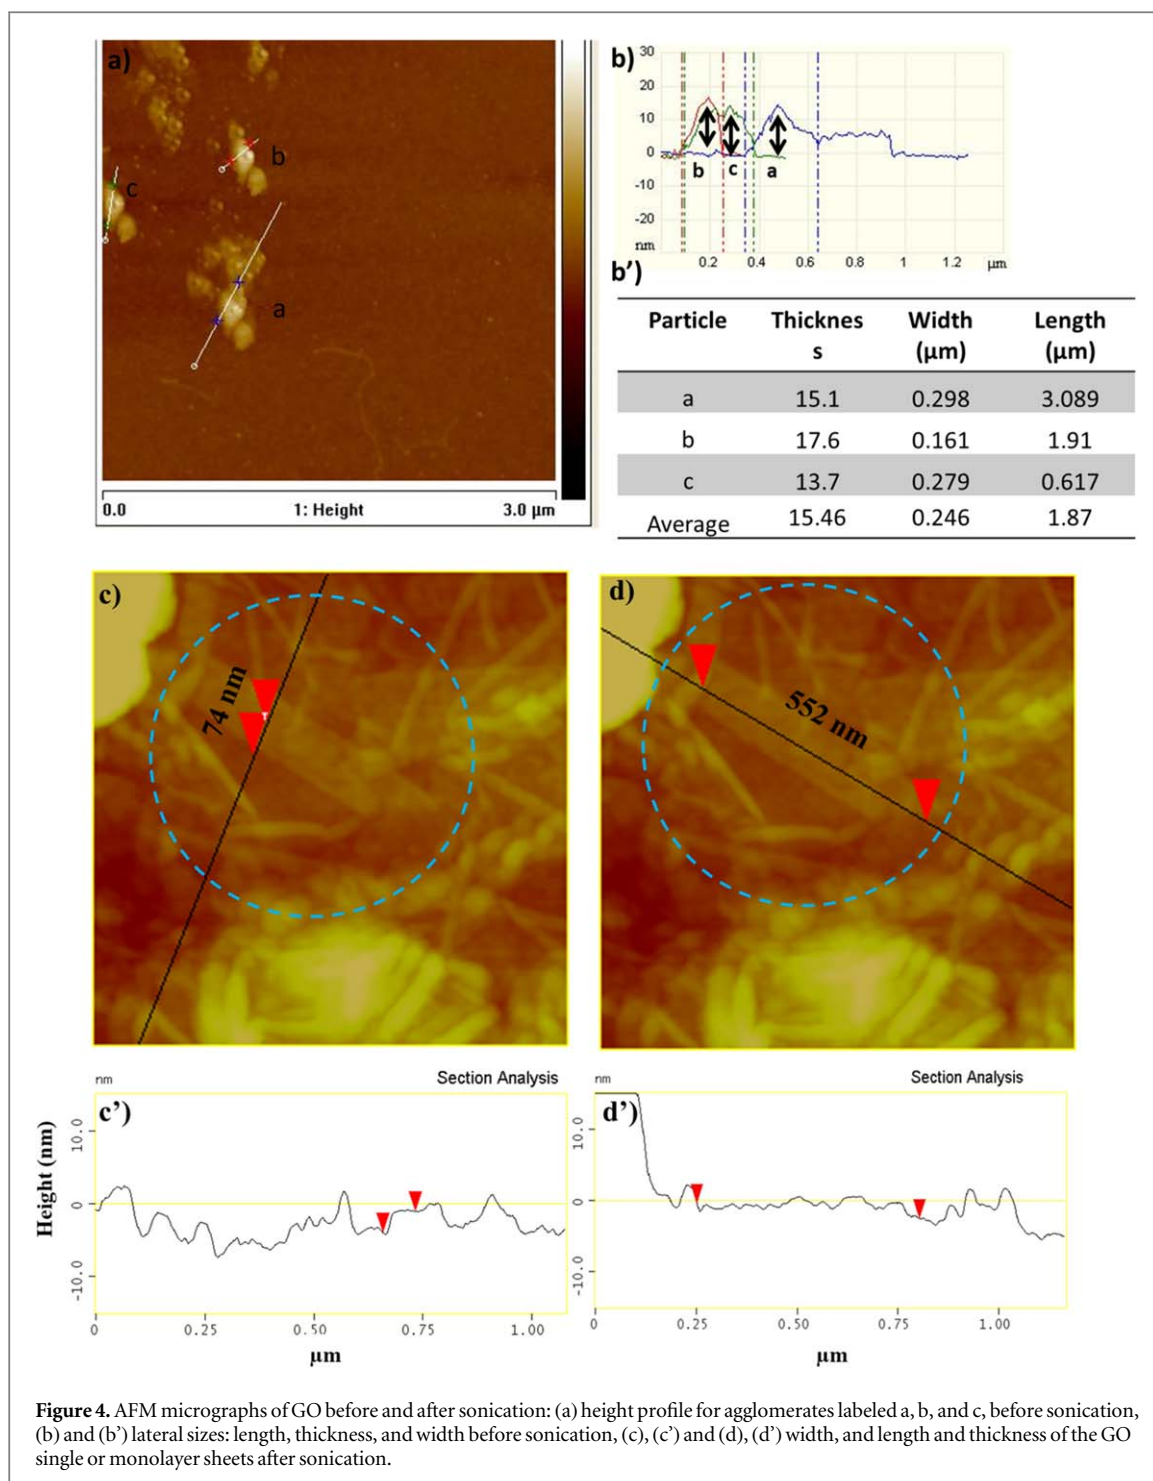 a)
b
c
a
0.0 1: Height 3.0 µm
b)
30
20
10
0
-10
-20
nm
b c a
0.2 0.4 0.6 0.8 1 1.2 µm
b')
Particle Thicknes Width Length
s (µm) (µm)
a 15.1 0.298 3.089
b 17.6 0.161 1.91
c 13.7 0.279 0.617
Average 15.46 0.246 1.87
c)
74 nm
d)
552 nm
nm Section Analysis
c')
Height (nm)
10.0
0
-10.0
0 0.25 0.50 0.75 1.00
µm
nm Section Analysis
d')
10.0
0
-10.0
0 0.25 0.50 0.75 1.00
µm
Figure 4. AFM micrographs of GO before and after sonication: (a) height profile for agglomerates labeled a, b, and c, before sonication,
(b) and (b') lateral sizes: length, thickness, and width before sonication, (c), (c') and (d), (d') width, and length and thickness of the GO
single or monolayer sheets after sonication.